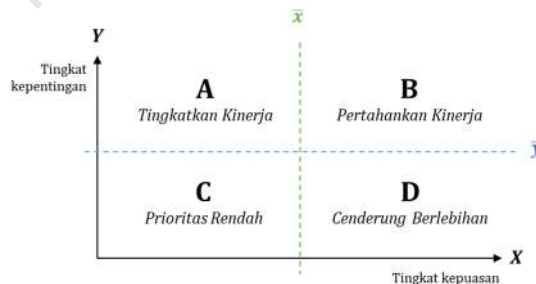 x̅
Y
Tingkat
kepentingan
A
Tingkatkan Kinerja
B
Pertahankan Kinerja
y̅
C
Prioritas Rendah
D
Cenderung Berlebihan
X
Tingkat kepuasan